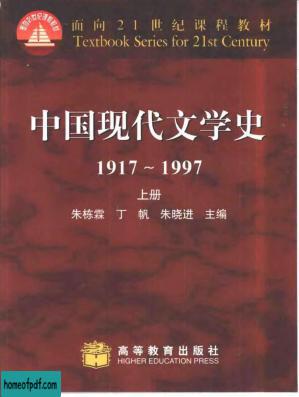 面向21世纪课程教材
Textbook Series for 21st Century
中国现代文学史
1917～1997
上册
朱栋霖 丁帆 朱晓进 主编
高等教育出版社
HIGHER EDUCATION PRESS
homeofpdf.com
homeofpdf.com